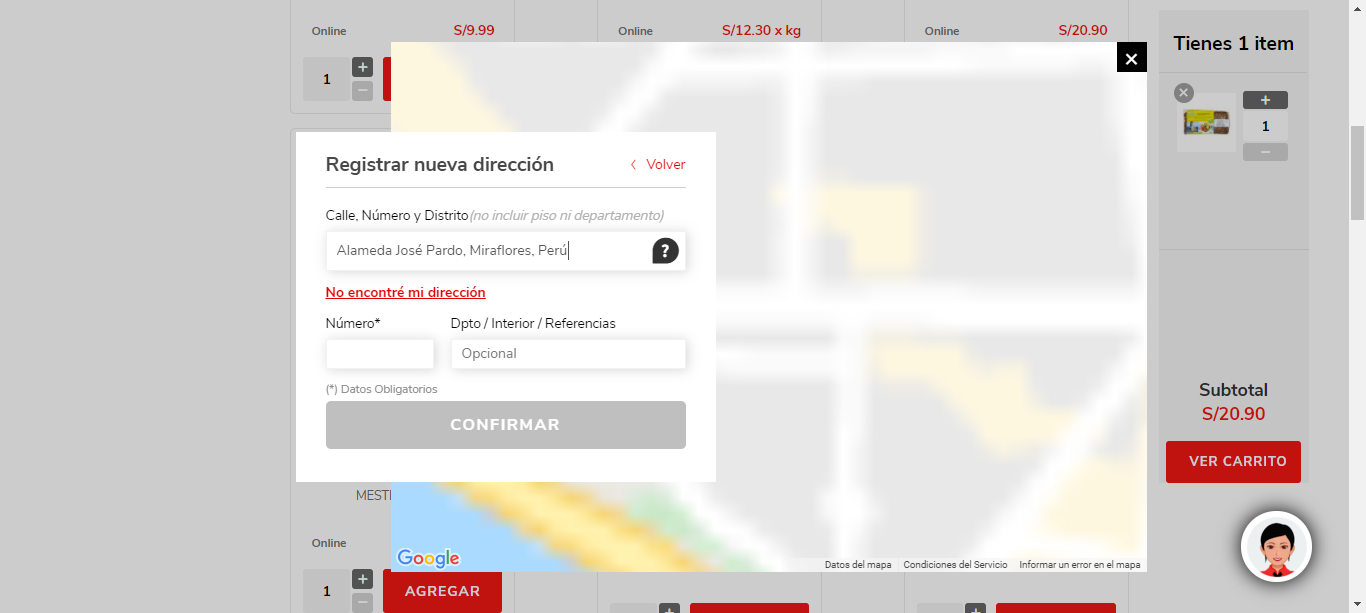 Online
S/9.99
Online
S/12.30 x kg
Online
S/20.90
1
+
−
×
Registrar nueva dirección
Volver
Calle, Número y Distrito (no incluir piso ni departamento)
Alameda José Pardo, Miraflores, Perú
?
No encontré mi dirección
Número*
Dpto / Interior / Referencias
Opcional
(*) Datos Obligatorios
CONFIRMAR
MESTI
Google
Datos del mapa
Condiciones del Servicio
Informar un error en el mapa
Online
1
+
−
AGREGAR
+
+
Tienes 1 item
×
+
1
−
Subtotal
S/20.90
VER CARRITO